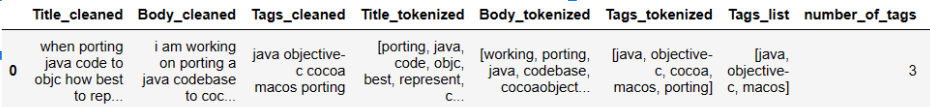 Title_cleaned Body_cleaned Tags_cleaned Title_tokenized Body_tokenized Tags_tokenized Tags_list number_of_tags
0
when porting
java code to
objc how best
to rep...
i am working
on porting a
java codebase
to coc...
java objective-
c cocoa
macos porting
[porting, java,
code, objc,
best, represent,
c...
[working, porting,
java, codebase,
cocoaobject...
[java, objective-
c, cocoa,
macos, porting]
[java,
objective-
c, macos]
3